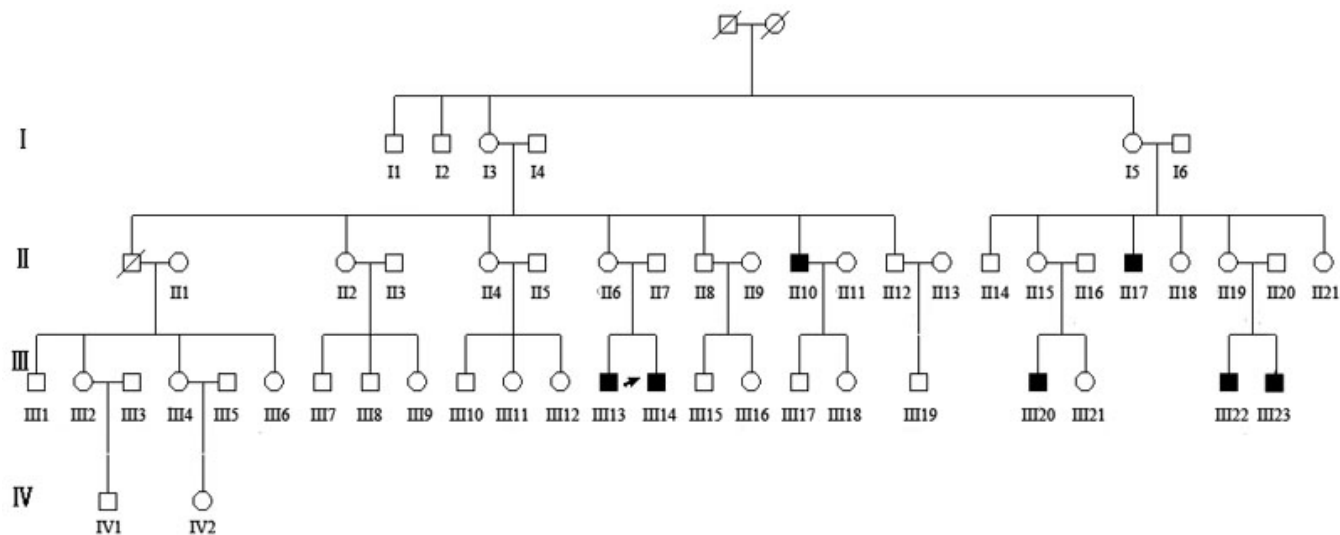 I
I1 I2 I3 I4 I5 I6
II
II1 II2 II3 II4 II5 II6 II7 II8 II9 II10 II11 II12 II13 II14 II15 II16 II17 II18 II19 II20 II21
III
III1 III2 III3 III4 III5 III6 III7 III8 III9 III10 III11 III12 III13 III14 III15 III16 III17 III18 III19 III20 III21 III22 III23
IV
IV1 IV2